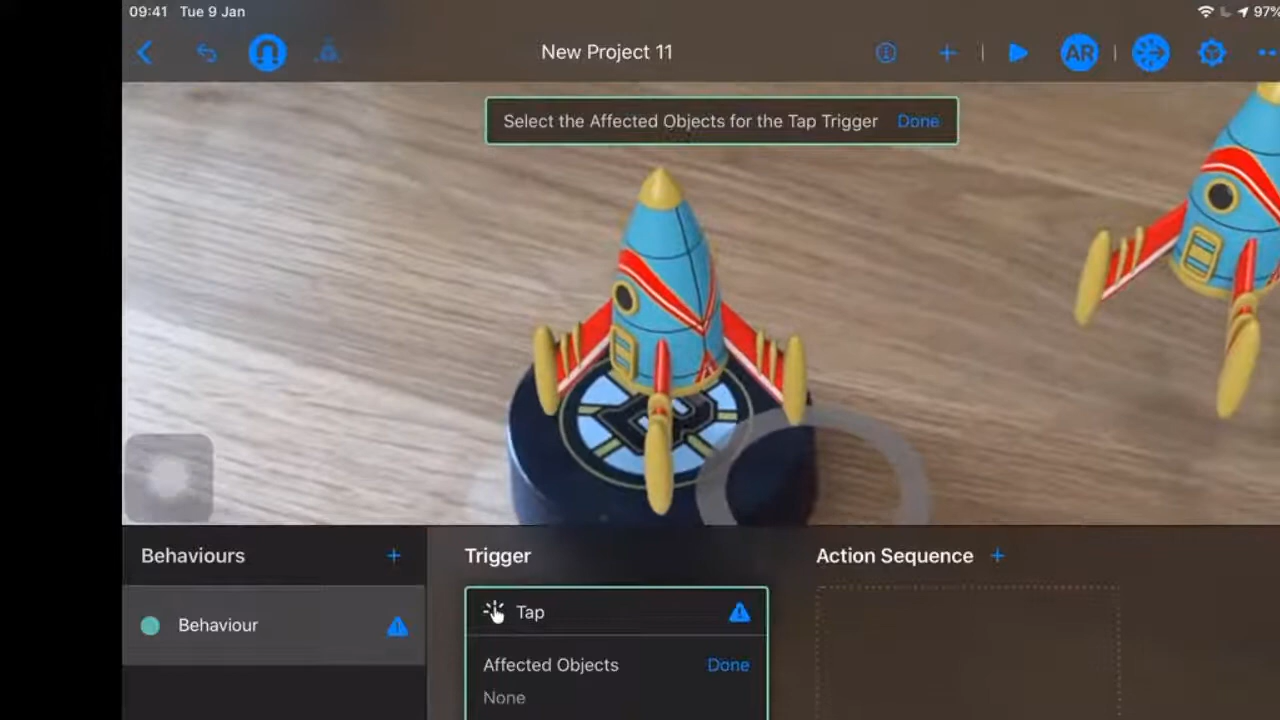 09:41 Tue 9 Jan
97%
New Project 11
AR
Select the Affected Objects for the Tap Trigger Done
B
Behaviours +
Trigger
Action Sequence +
Behaviour
Tap
Affected Objects Done
None